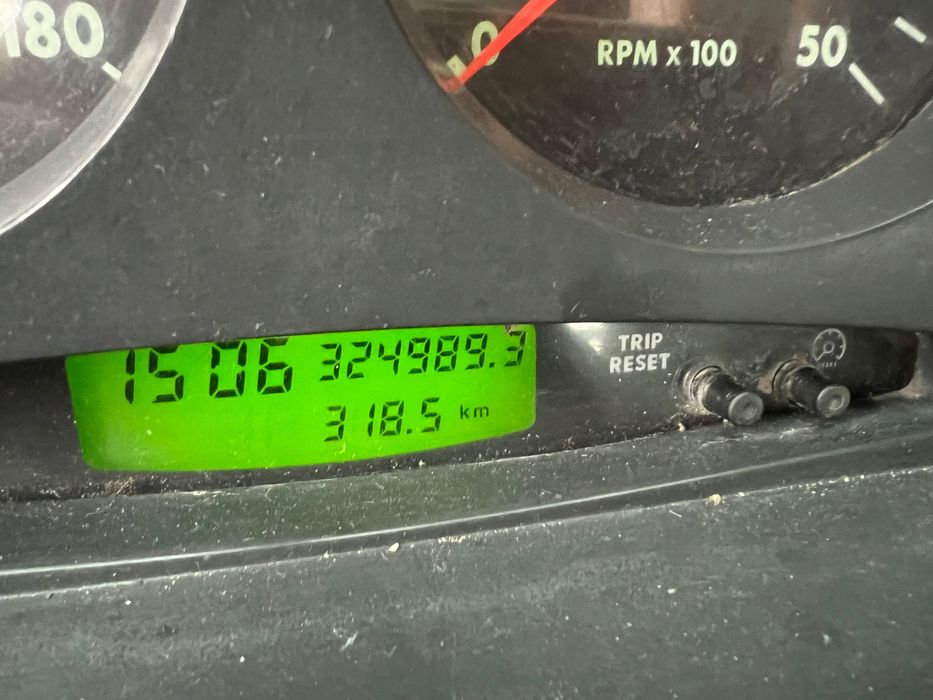 180
0
RPM x 100
50
15 06 324989.3
318.5 km
TRIP
RESET